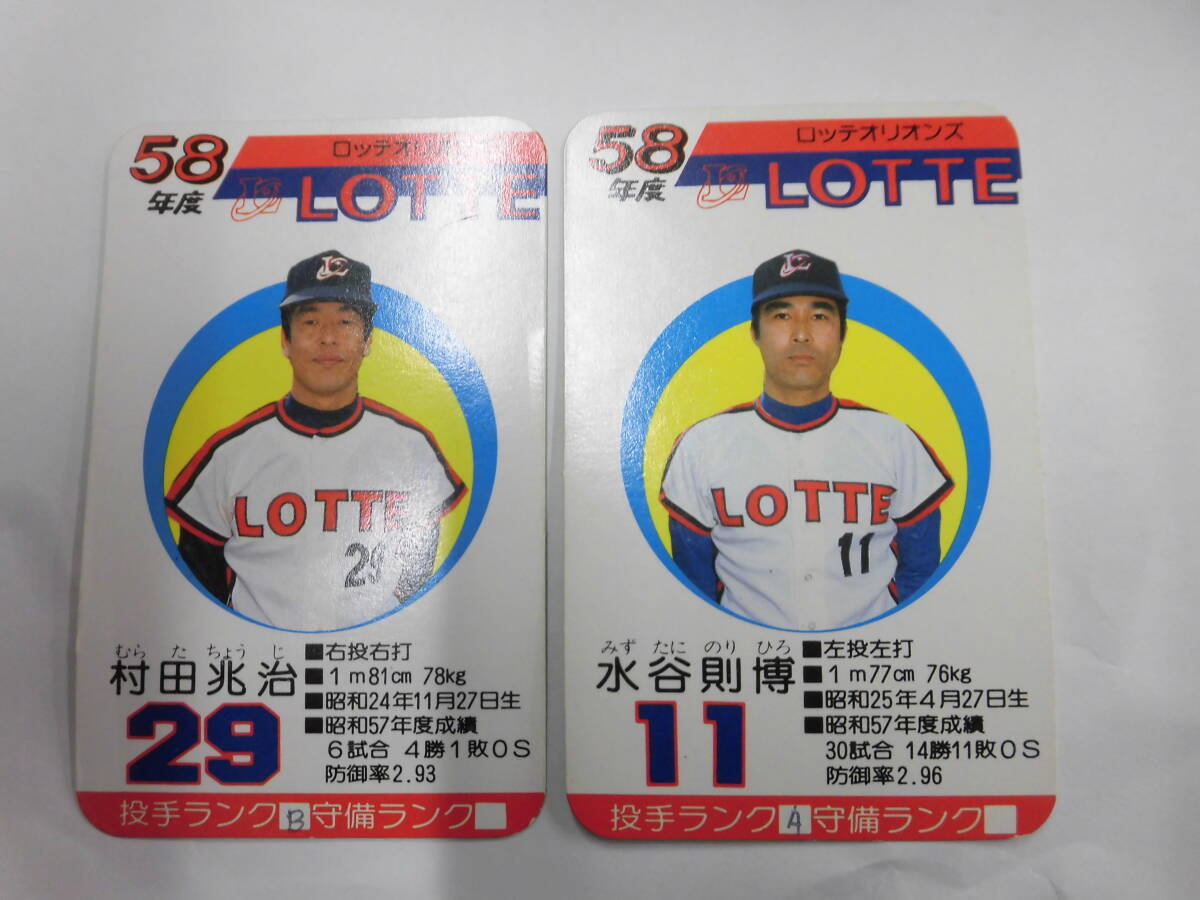 58
年度
ロッテオリオンズ
LOTTE
LOTTE
29
むら た ちょう じ
村田兆治
29
■右投右打
■1m81cm 78kg
■昭和24年11月27日生
■昭和57年度成績
6試合 4勝1敗0S
防御率2.93
投手ランク B 守備ランク
58
年度
ロッテオリオンズ
LOTTE
LOTTE
11
みず たに のり ひろ
水谷則博
11
■左投左打
■1m77cm 76kg
■昭和25年4月27日生
■昭和57年度成績
30試合 14勝11敗0S
防御率2.96
投手ランク A 守備ランク